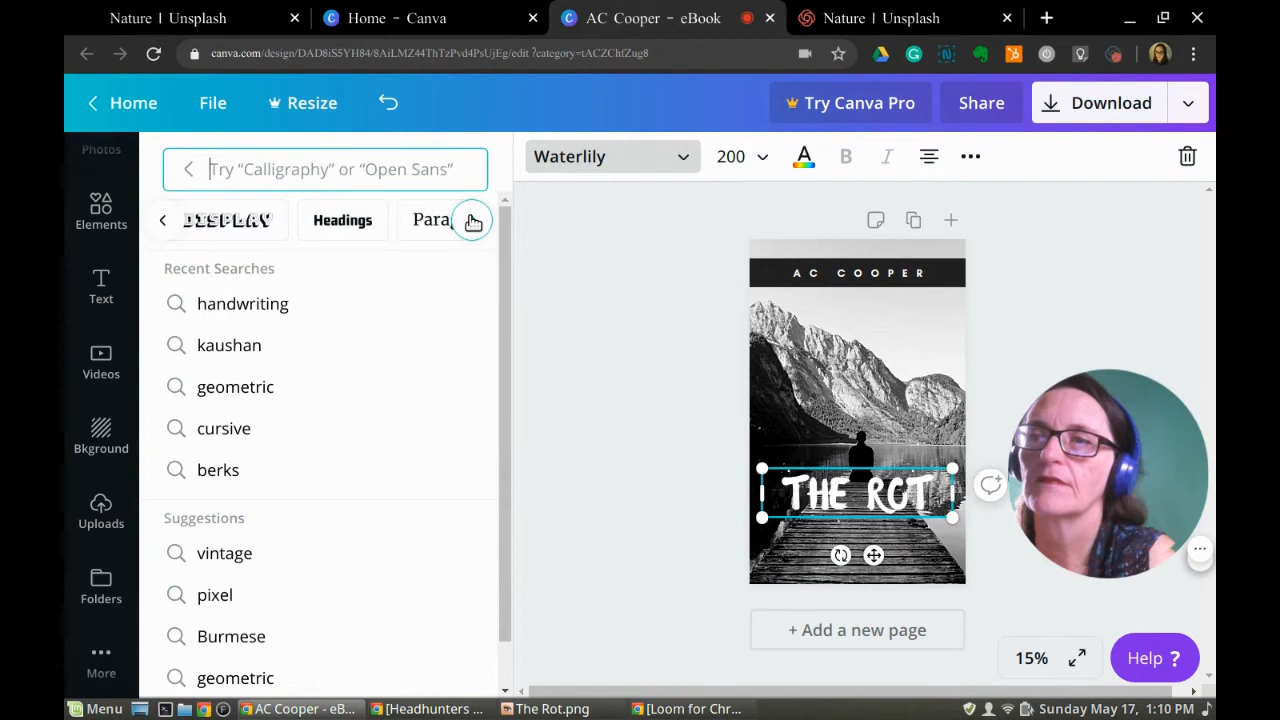 Nature | Unsplash
Home - Canva
AC Cooper - eBook
Nature | Unsplash
canva.com/design/DAD8iS5YH84/8AiLMZ44ThTzPvd4PsUjEg/edit?category=tACZChfZug8
Home
File
Resize
Try Canva Pro
Share
Download
Photos
Elements
Text
Videos
Bkground
Uploads
Folders
More
Try “Calligraphy” or “Open Sans”
DISPLAY
Headings
Recent Searches
handwriting
kaushan
geometric
cursive
berks
Suggestions
vintage
pixel
Burmese
geometric
Waterlily
200
A
B
I
AC COOPER
THE ROT
+ Add a new page
15%
Help ?
Menu
AC Cooper - eB...
[Headhunters ...
The Rot.png
[Loom for Chr...
Sunday May 17, 1:10 PM